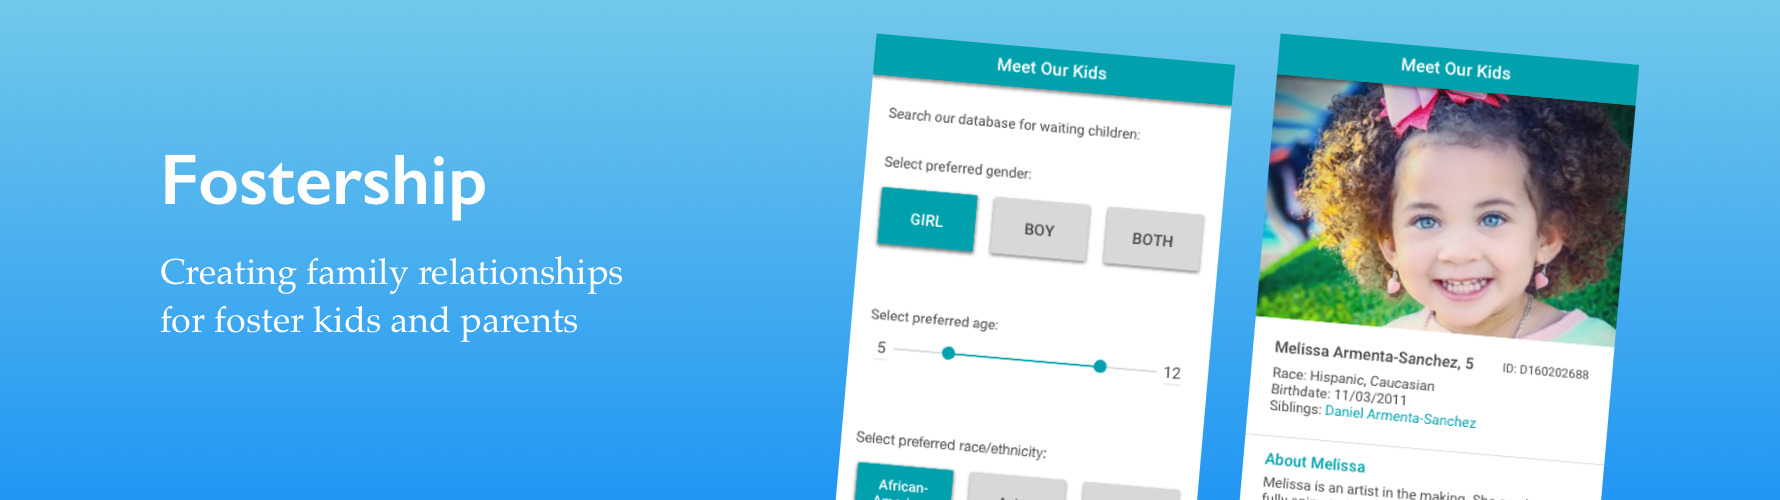 Fostership
Creating family relationships
for foster kids and parents
Meet Our Kids
Search our database for waiting children:
Select preferred gender:
GIRL
BOY
BOTH
Select preferred age:
5
12
Select preferred race/ethnicity:
African-
Meet Our Kids
Melissa Armenta-Sanchez, 5
ID: D160202688
Race: Hispanic, Caucasian
Birthdate: 11/03/2011
Siblings: Daniel Armenta-Sanchez
About Melissa
Melissa is an artist in the making.